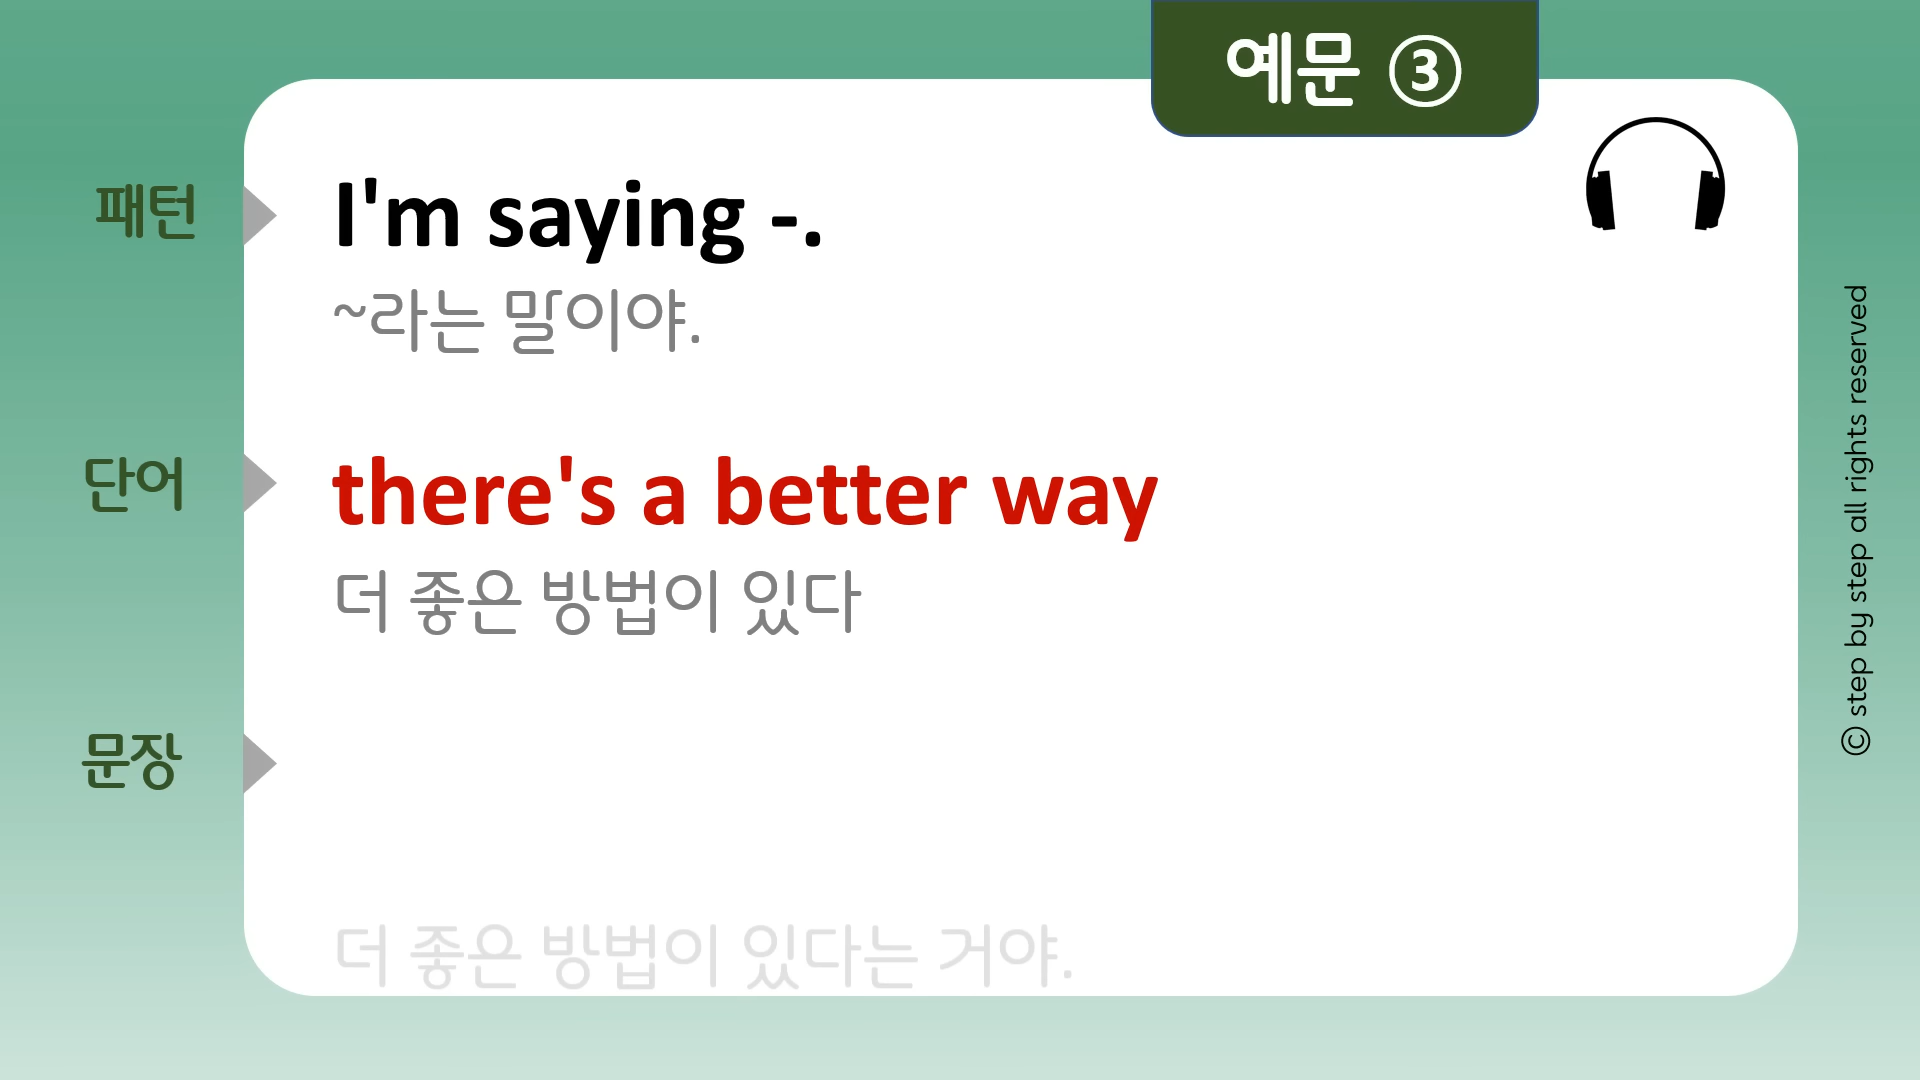 예문 ③
패턴
I'm saying -.
~라는 말이야.
단어
there's a better way
더 좋은 방법이 있다
문장
더 좋은 방법이 있다는 거야.
© step by step all rights reserved